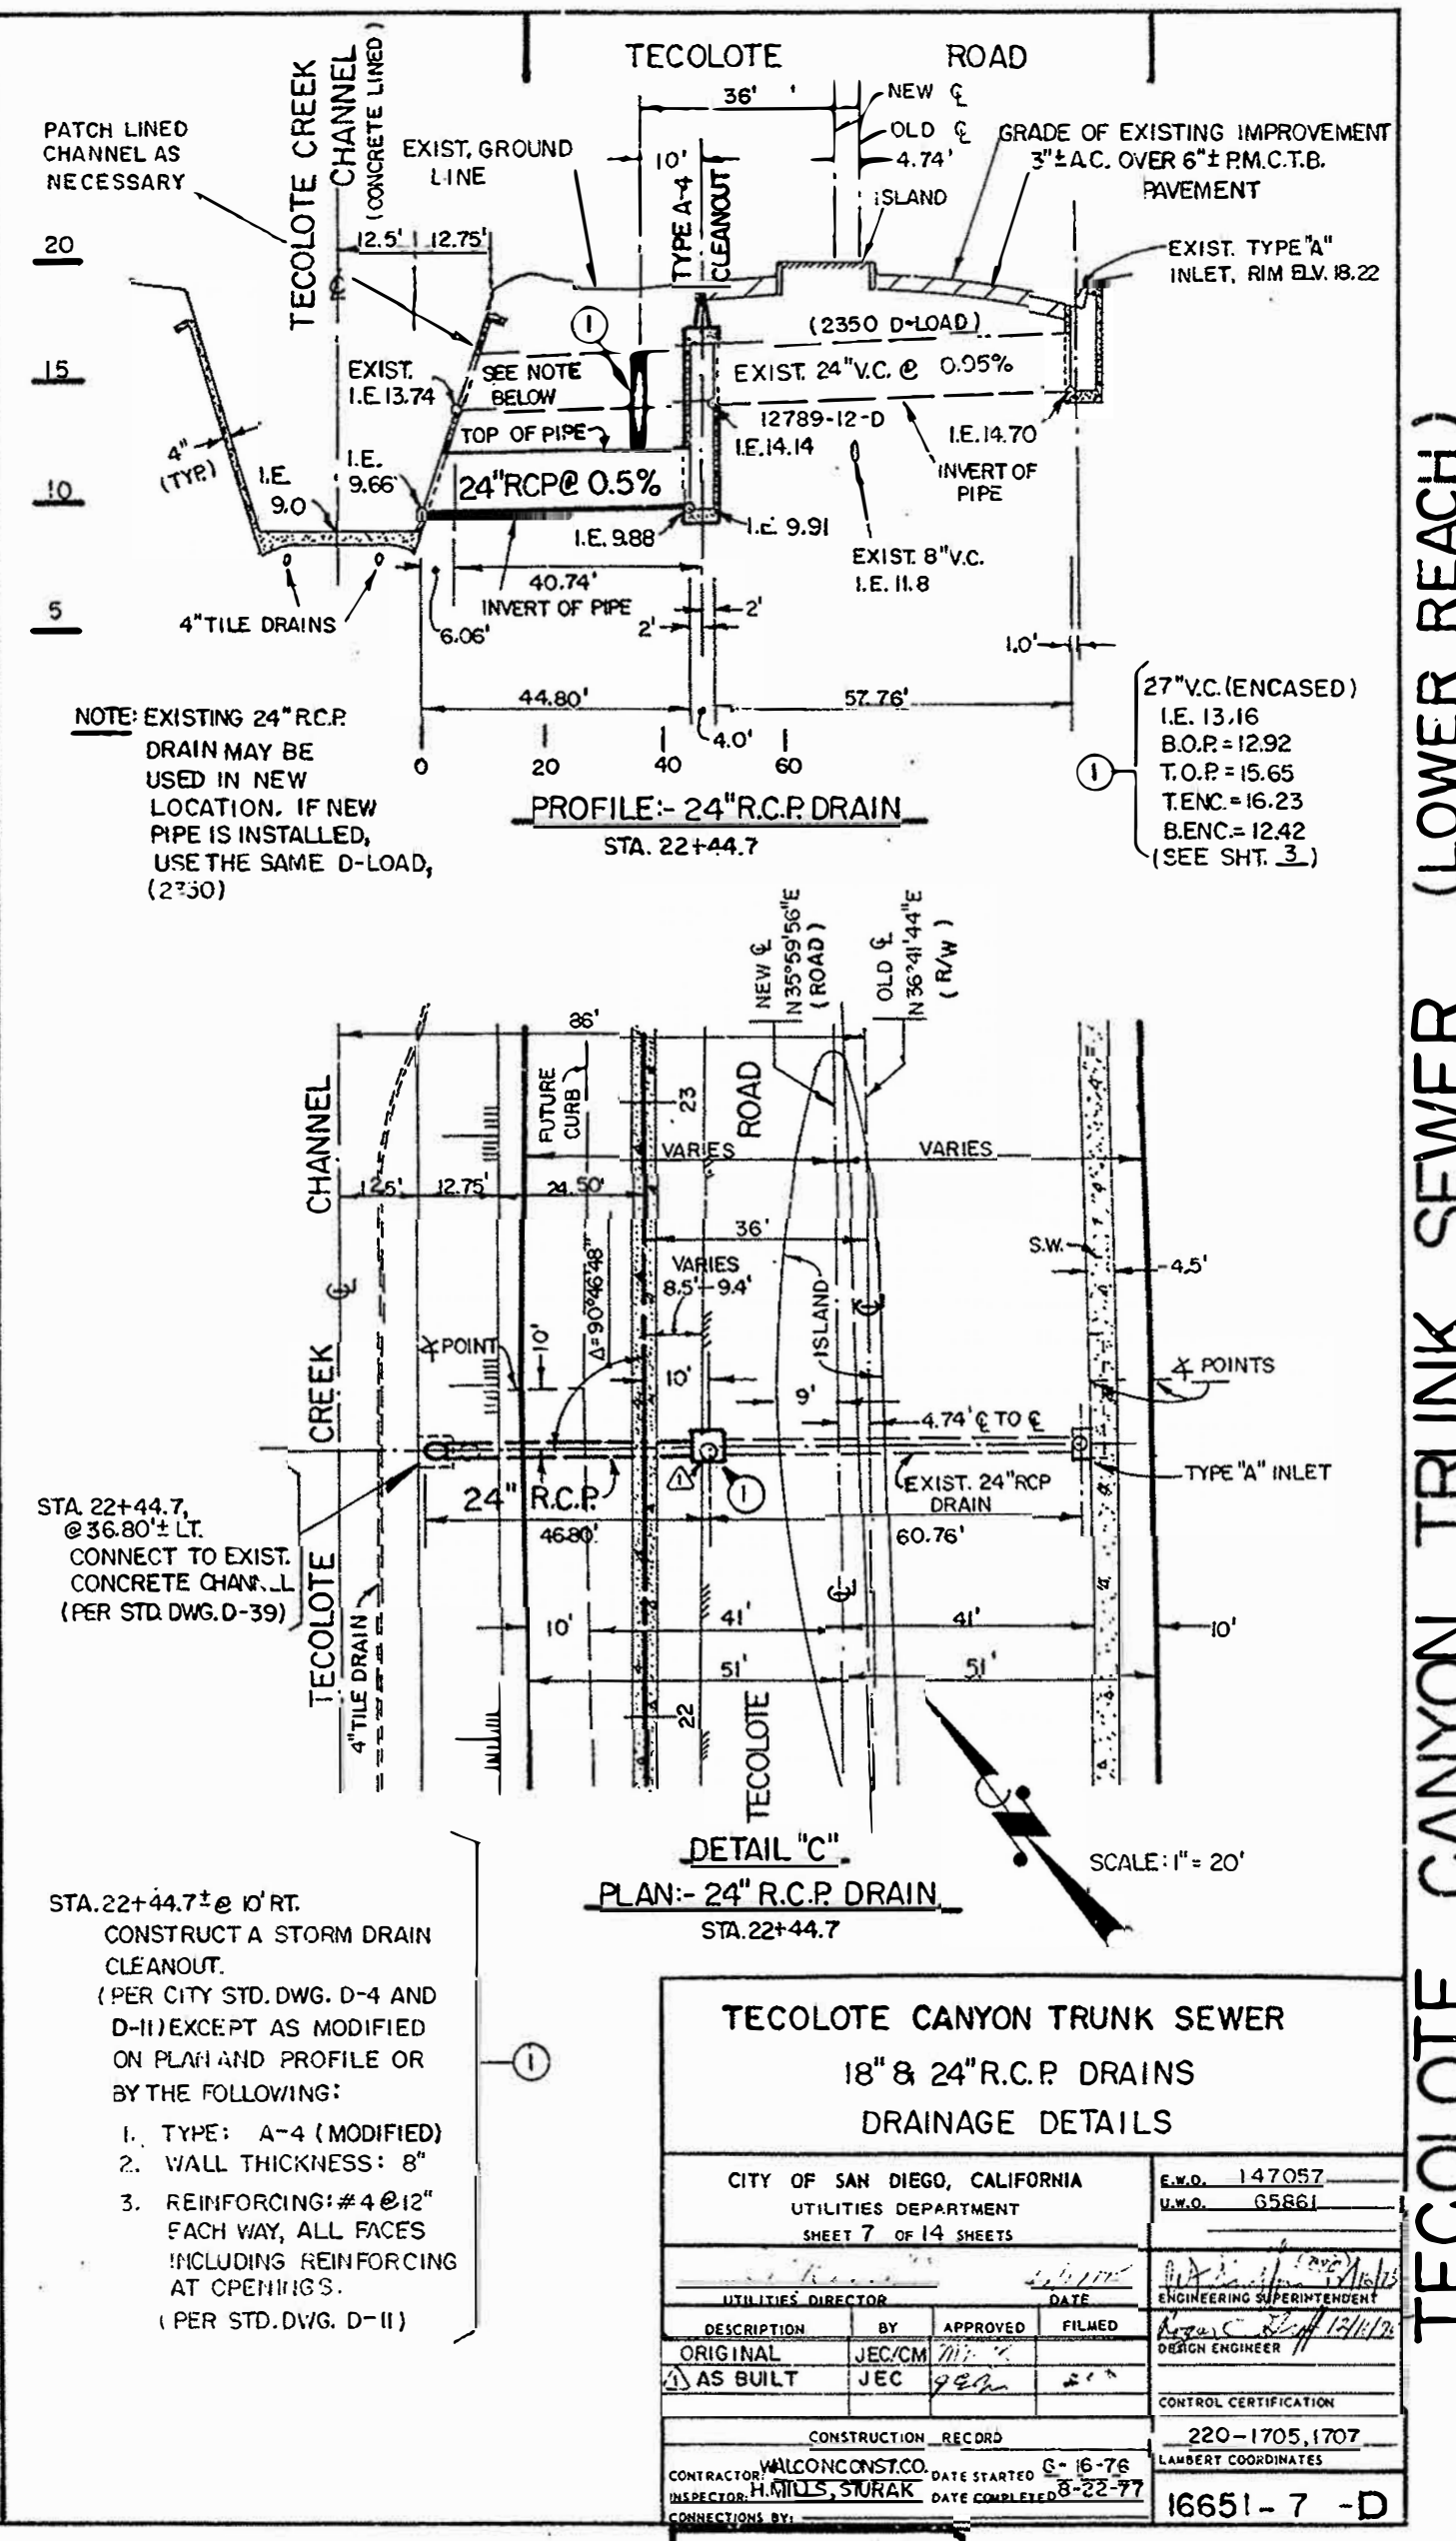 TECOLOTE ROAD
TECOLOTE CREEK
CHANNEL
(CONCRETE LINED)
PATCH LINED
CHANNEL AS
NECESSARY
EXIST. GROUND
LINE
36'
NEW ℄
OLD ℄
4.74'
10'
TYPE A-4
CLEANOUT
ISLAND
GRADE OF EXISTING IMPROVEMENT
3"± A.C. OVER 6"± P.M.C.T.B.
PAVEMENT
EXIST. TYPE "A"
INLET, RIM ELV. 18.22
12.5' 12.75'
℄
20
15
10
5
1
(2350 D-LOAD)
EXIST. 24" V.C. @ 0.95%
12789-12-D
EXIST.
I.E. 13.74
SEE NOTE
BELOW
TOP OF PIPE
24" RCP @ 0.5%
I.E. 14.14
I.E. 14.70
INVERT OF
PIPE
4"
(TYP.)
I.E.
9.0
I.E.
9.66
I.E. 9.88
I.E. 9.91
EXIST. 8" V.C.
I.E. 11.8
4" TILE DRAINS
40.74'
INVERT OF PIPE
6.06'
2'
2'
1.0'
44.80'
57.76'
4.0'
0 20 40 60
PROFILE:- 24" R.C.P. DRAIN
STA. 22+44.7
NOTE: EXISTING 24" R.C.P.
DRAIN MAY BE
USED IN NEW
LOCATION. IF NEW
PIPE IS INSTALLED,
USE THE SAME D-LOAD,
1
27" V.C. (ENCASED)
I.E. 13.16
B.O.P. = 12.92
T.O.P. = 15.65
T.ENC. = 16.23
B.ENC. = 12.42
(SEE SHT. 3)
NEW ℄
N35°59'56"E
(ROAD)
OLD ℄
N36°41'44"E
(R/W)
86'
CHANNEL
FUTURE
CURB
23
ROAD
VARIES
VARIES
12.5' 12.75' 24.50'
36'
VARIES
8.5'-9.4'
Δ=90°46'48"
S.W.
4.5'
℄
ISLAND
℄
∡ POINT
10'
10'
9'
∡ POINTS
CREEK
4.74' ℄ TO ℄
EXIST. 24" RCP
DRAIN
TYPE "A" INLET
24" R.C.P.
1
1
46.80'
60.76'
STA. 22+44.7,
@ 36.80'± LT.
CONNECT TO EXIST.
CONCRETE
(PER STD. DWG. D-39)
TECOLOTE
4" TILE DRAIN
℄
10' 41' 41' 10'
51' 51'
22
TECOLOTE
DETAIL "C"
PLAN:- 24" R.C.P. DRAIN
STA. 22+44.7
SCALE: 1" = 20'
STA. 22+44.7± @ 10' RT.
CONSTRUCT A STORM DRAIN
CLEANOUT.
(PER CITY STD. DWG. D-4 AND
D-11) EXCEPT AS MODIFIED
ON PLAN AND PROFILE OR
BY THE FOLLOWING:
1. TYPE: A-4 (MODIFIED)
2. WALL THICKNESS: 8"
3. REINFORCING: #4 @ 12"
EACH WAY, ALL FACES
INCLUDING REINFORCING
AT OPENINGS.
(PER STD. DWG. D-11)
1
TECOLOTE CANYON TRUNK SEWER
18" & 24" R.C.P. DRAINS
DRAINAGE DETAILS
CITY OF SAN DIEGO, CALIFORNIA
UTILITIES DEPARTMENT
SHEET 7 OF 14 SHEETS
E.W.O. 147057
U.W.O. 65861
UTILITIES DIRECTOR DATE
ENGINEERING SUPERINTENDENT
DESIGN ENGINEER
DESCRIPTION BY APPROVED FILMED
ORIGINAL JEC/CM
1 AS BUILT JEC
CONTROL CERTIFICATION
CONSTRUCTION RECORD
CONTRACTOR: WALCON CONST. CO. DATE STARTED 6-16-76
INSPECTOR: H. MILLS, STURAK DATE COMPLETED 8-22-77
CONNECTIONS BY:
220-1705, 1707
LAMBERT COORDINATES
16651-7-D
TECOLOTE CANYON TRUNK SEWER (LOWER REACH)